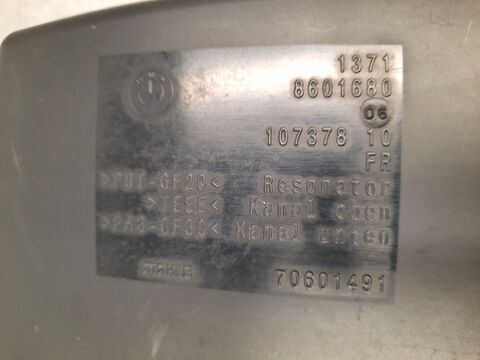 1371
8601680
06
107378 10
FR
>PBT-GF20< Resonator
>TEEE< Kanal oben
>PA6-GF30< Kanal unten
MAHLE 70601491